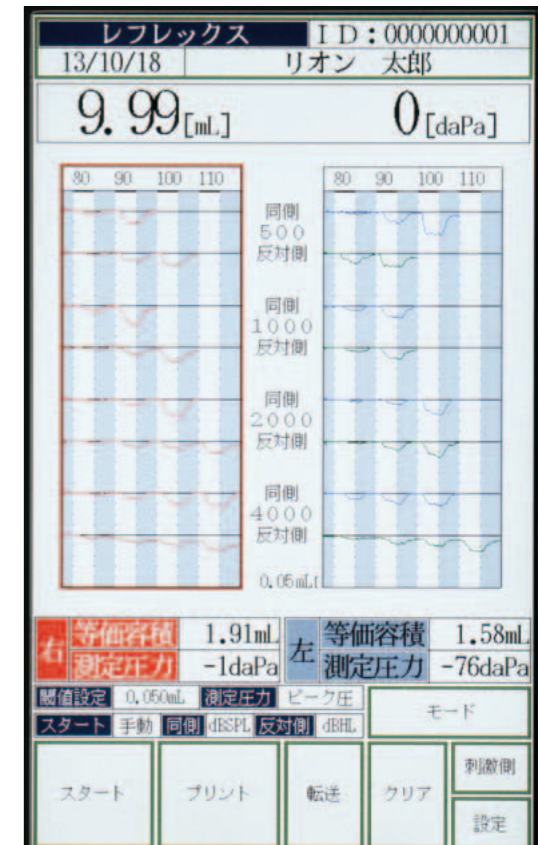 レフレックス ID:0000000001
13/10/18 リオン 太郎
9.99[mL] 0[daPa]
80 90 100 110 80 90 100 110
同側
500
反対側
同側
1000
反対側
同側
2000
反対側
同側
4000
反対側
0.05mL
右 等価容積 1.91mL 左 等価容積 1.58mL
測定圧力 -1daPa 測定圧力 -76daPa
閾値設定 0.050mL 測定圧力 ピーク圧 モード
スタート 手動 同側 dBSPL 反対側 dBHL
スタート プリント 転送 クリア 刺激側
設定